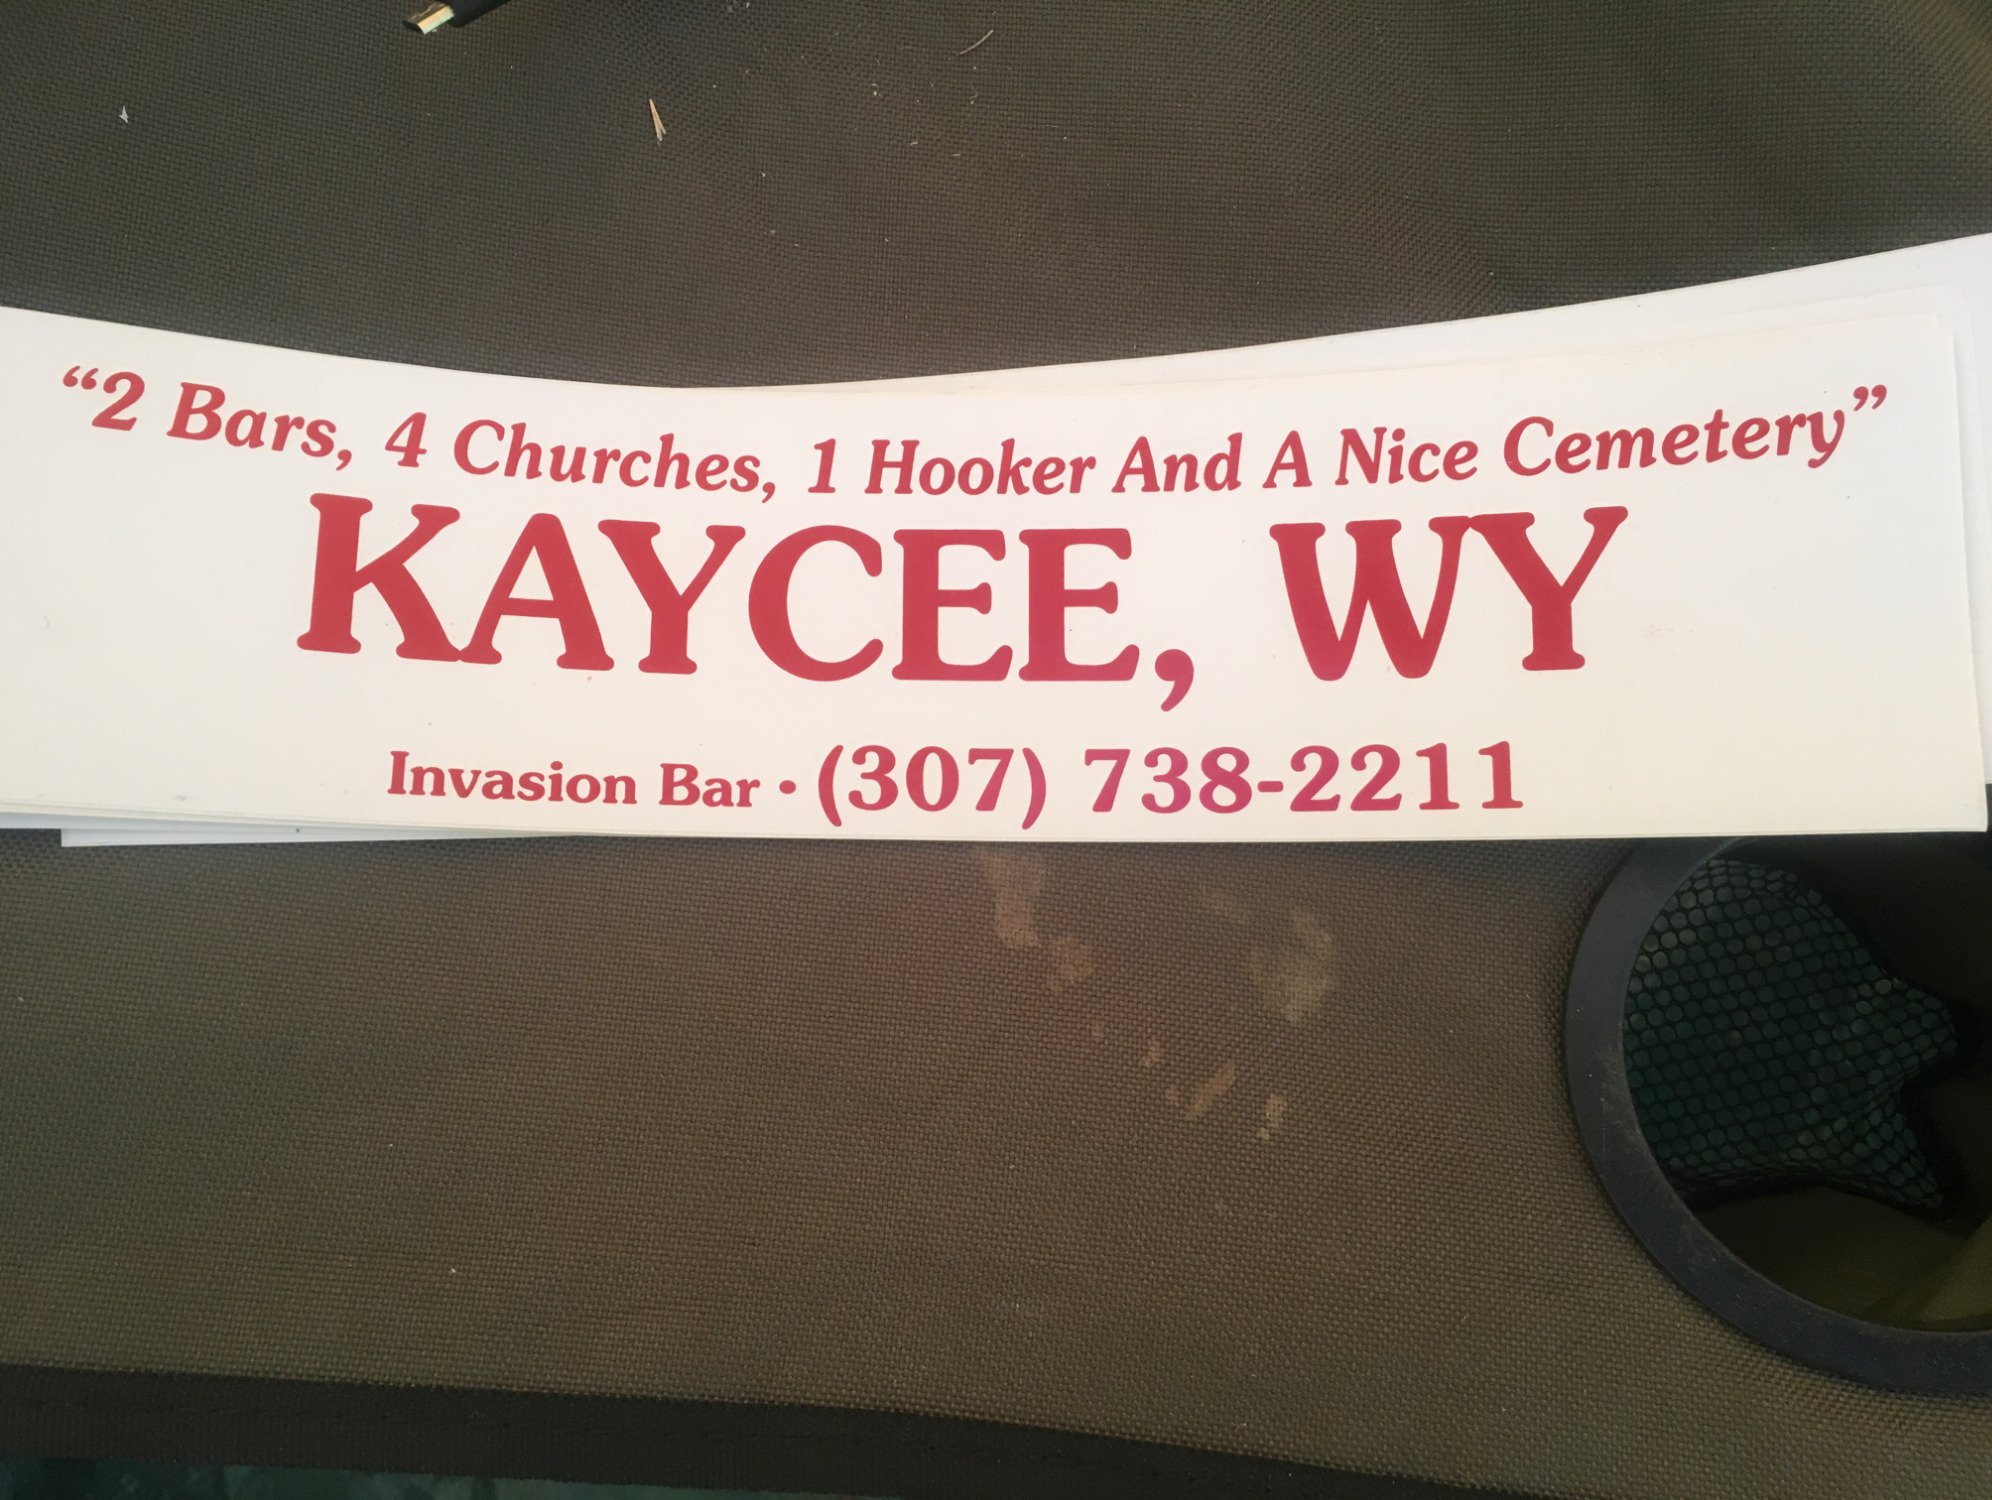 “2 Bars, 4 Churches, 1 Hooker And A Nice Cemetery”
KAYCEE, WY
Invasion Bar • (307) 738-2211